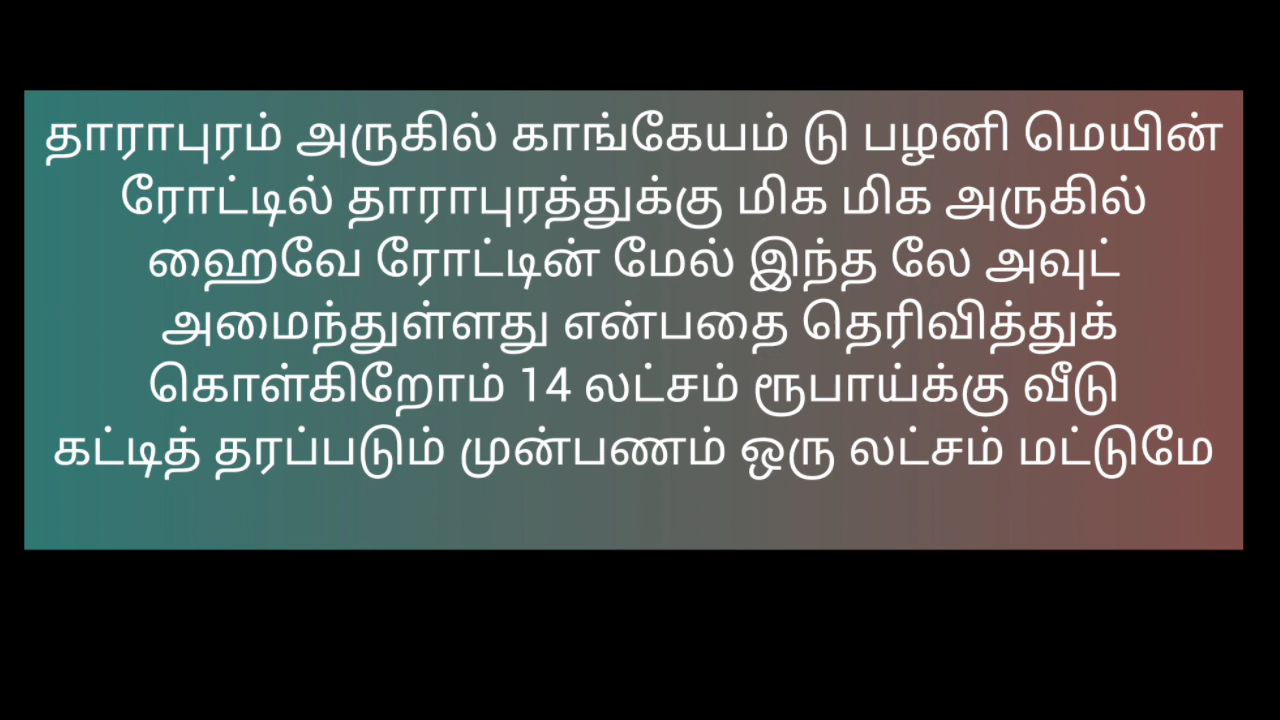 தாராபுரம் அருகில் காங்கேயம் டு பழனி மெயின்
ரோட்டில் தாராபுரத்துக்கு மிக மிக அருகில்
ஹைவே ரோட்டின் மேல் இந்த லே அவுட்
அமைந்துள்ளது என்பதை தெரிவித்துக்
கொள்கிறோம் 14 லட்சம் ரூபாய்க்கு வீடு
கட்டித் தரப்படும் முன்பணம் ஒரு லட்சம் மட்டுமே